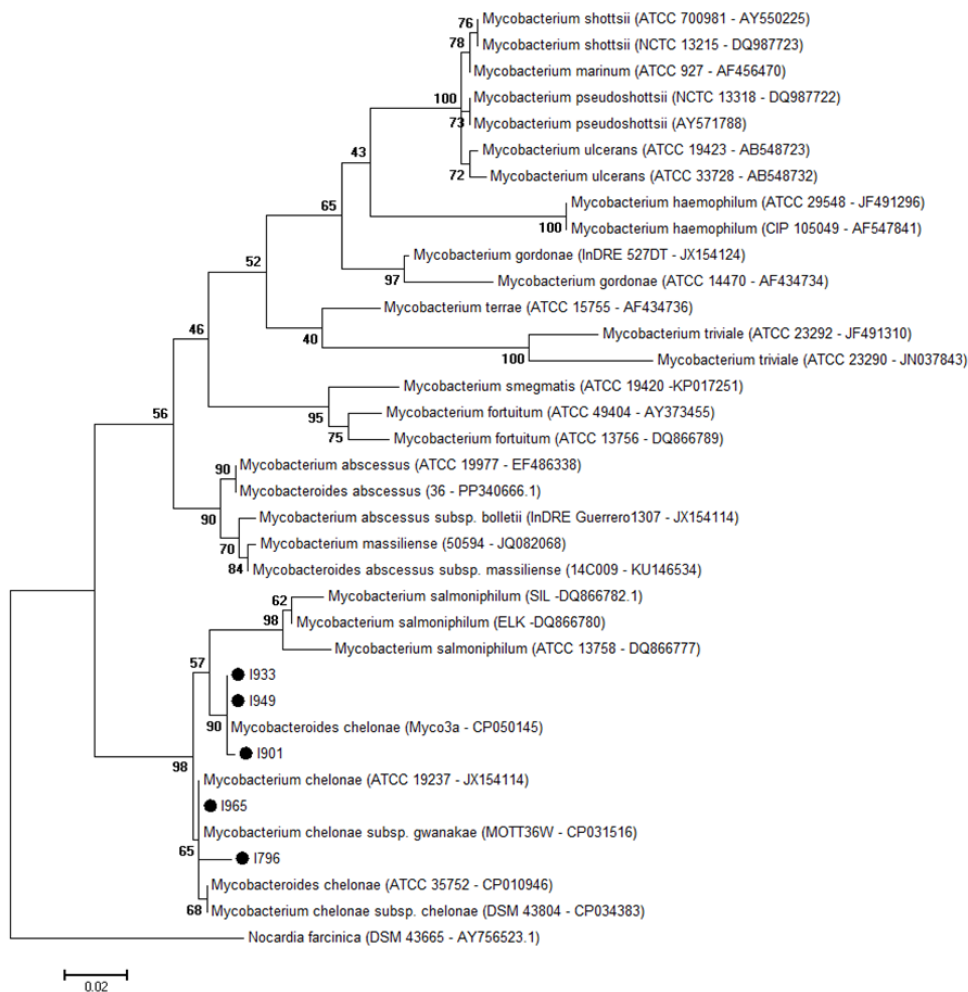 76
Mycobacterium shottsii (ATCC 700981 - AY550225)
78
Mycobacterium shottsii (NCTC 13215 - DQ987723)
Mycobacterium marinum (ATCC 927 - AF456470)
100
Mycobacterium pseudoshottsii (NCTC 13318 - DQ987722)
73
Mycobacterium pseudoshottsii (AY571788)
Mycobacterium ulcerans (ATCC 19423 - AB548723)
72
Mycobacterium ulcerans (ATCC 33728 - AB548732)
43
Mycobacterium haemophilum (ATCC 29548 - JF491296)
100
Mycobacterium haemophilum (CIP 105049 - AF547841)
65
Mycobacterium gordonae (InDRE 527DT - JX154124)
97
Mycobacterium gordonae (ATCC 14470 - AF434734)
52
Mycobacterium terrae (ATCC 15755 - AF434736)
40
Mycobacterium triviale (ATCC 23292 - JF491310)
100
Mycobacterium triviale (ATCC 23290 - JN037843)
46
Mycobacterium smegmatis (ATCC 19420 -KP017251)
95
Mycobacterium fortuitum (ATCC 49404 - AY373455)
75
Mycobacterium fortuitum (ATCC 13756 - DQ866789)
56
90
Mycobacterium abscessus (ATCC 19977 - EF486338)
Mycobacteroides abscessus (36 - PP340666.1)
90
Mycobacterium abscessus subsp. bolletii (InDRE Guerrero1307 - JX154114)
70
Mycobacterium massiliense (50594 - JQ082068)
84
Mycobacteroides abscessus subsp. massiliense (14C009 - KU146534)
62
Mycobacterium salmoniphilum (SIL -DQ866782.1)
98
Mycobacterium salmoniphilum (ELK -DQ866780)
Mycobacterium salmoniphilum (ATCC 13758 - DQ866777)
57
I933
I949
90
Mycobacteroides chelonae (Myco3a - CP050145)
I901
98
Mycobacterium chelonae (ATCC 19237 - JX154114)
I965
Mycobacterium chelonae subsp. gwanakae (MOTT36W - CP031516)
65
I796
Mycobacteroides chelonae (ATCC 35752 - CP010946)
68
Mycobacterium chelonae subsp. chelonae (DSM 43804 - CP034383)
Nocardia farcinica (DSM 43665 - AY756523.1)
0.02